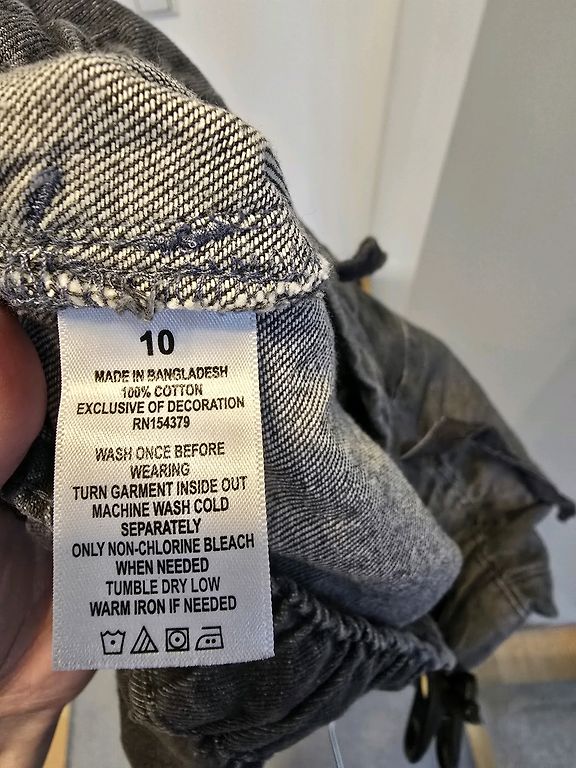 10
MADE IN BANGLADESH
100% COTTON
EXCLUSIVE OF DECORATION
RN154379
WASH ONCE BEFORE
WEARING
TURN GARMENT INSIDE OUT
MACHINE WASH COLD
SEPARATELY
ONLY NON-CHLORINE BLEACH
WHEN NEEDED
TUMBLE DRY LOW
WARM IRON IF NEEDED